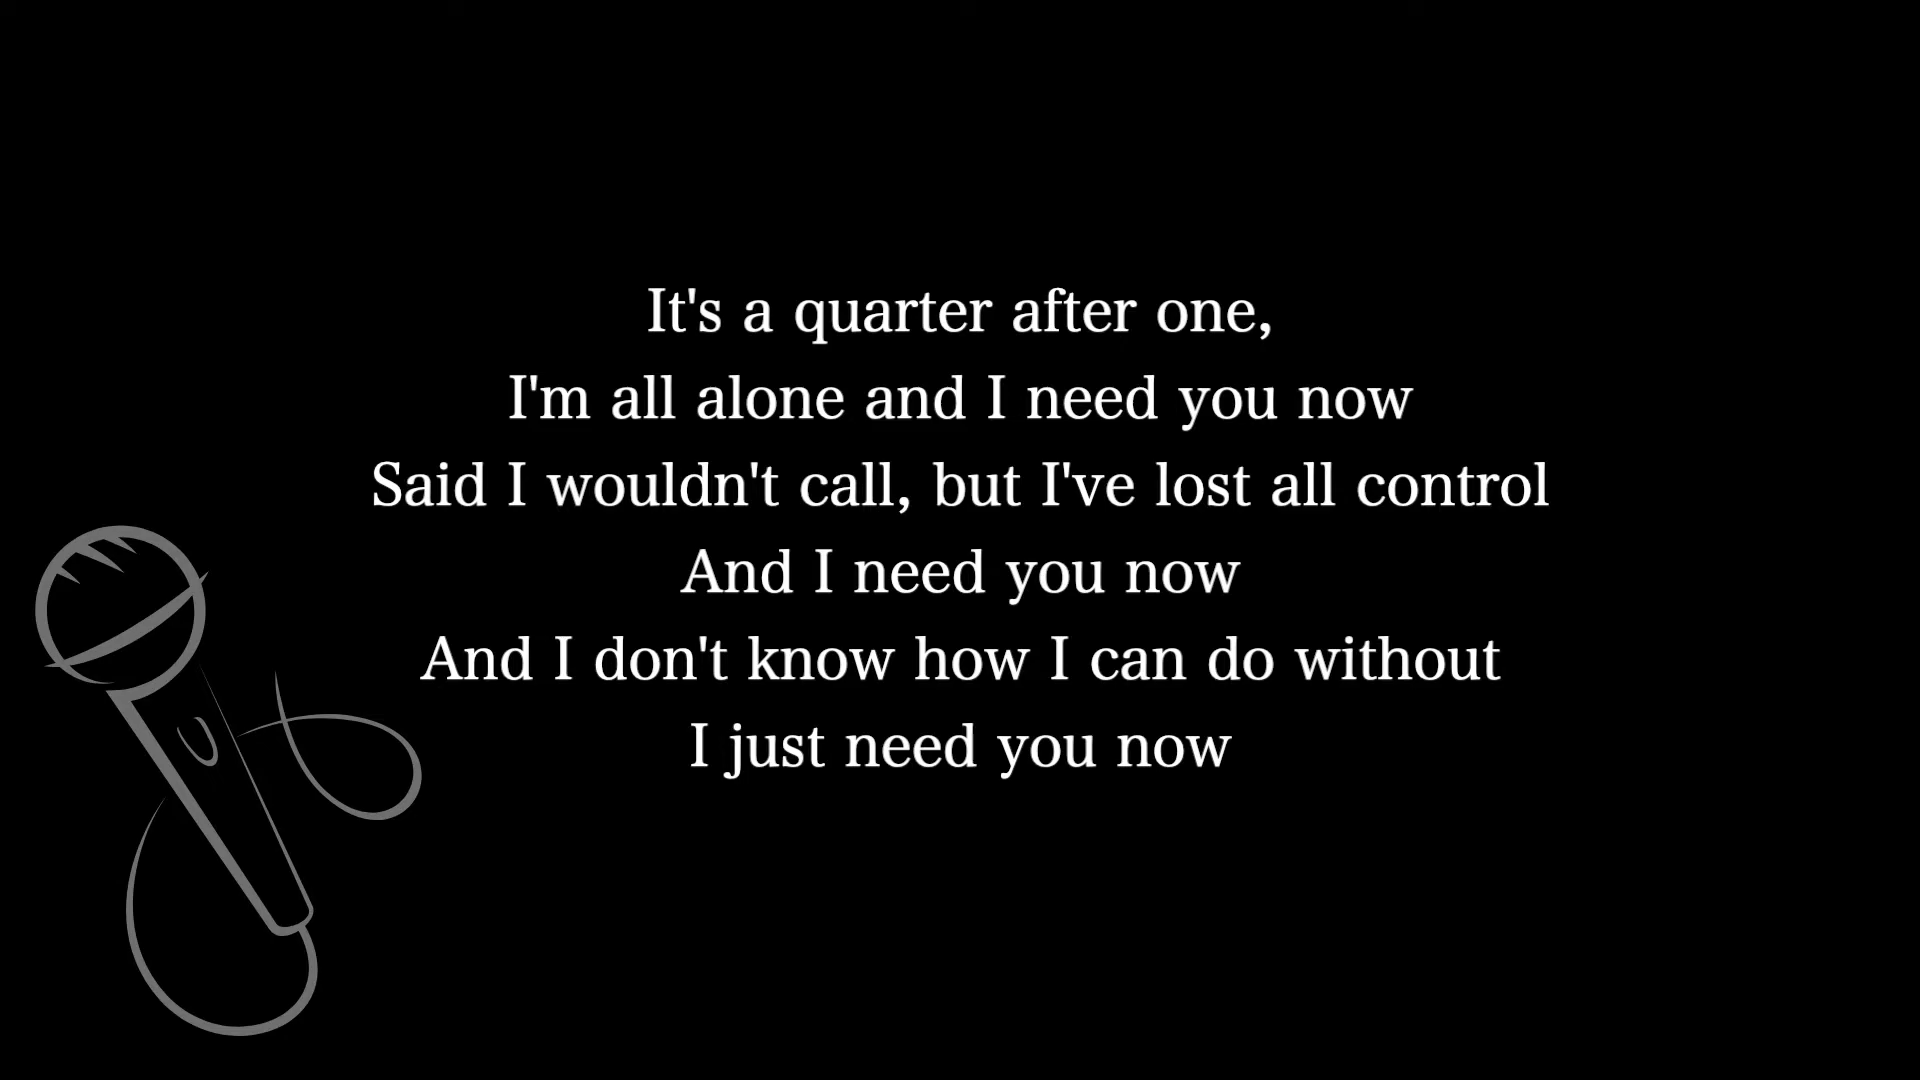 It's a quarter after one,
I'm all alone and I need you now
Said I wouldn't call, but I've lost all control
And I need you now
And I don't know how I can do without
I just need you now